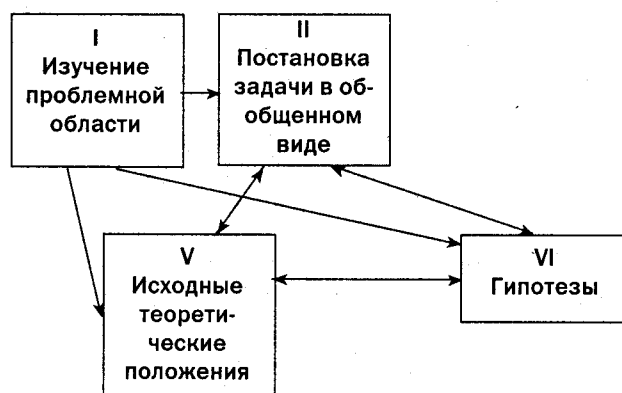 I
Изучение
проблемной
области
II
Постановка
задачи в об-
общенном
виде
V
Исходные
теорети-
ческие
положения
VI
Гипотезы